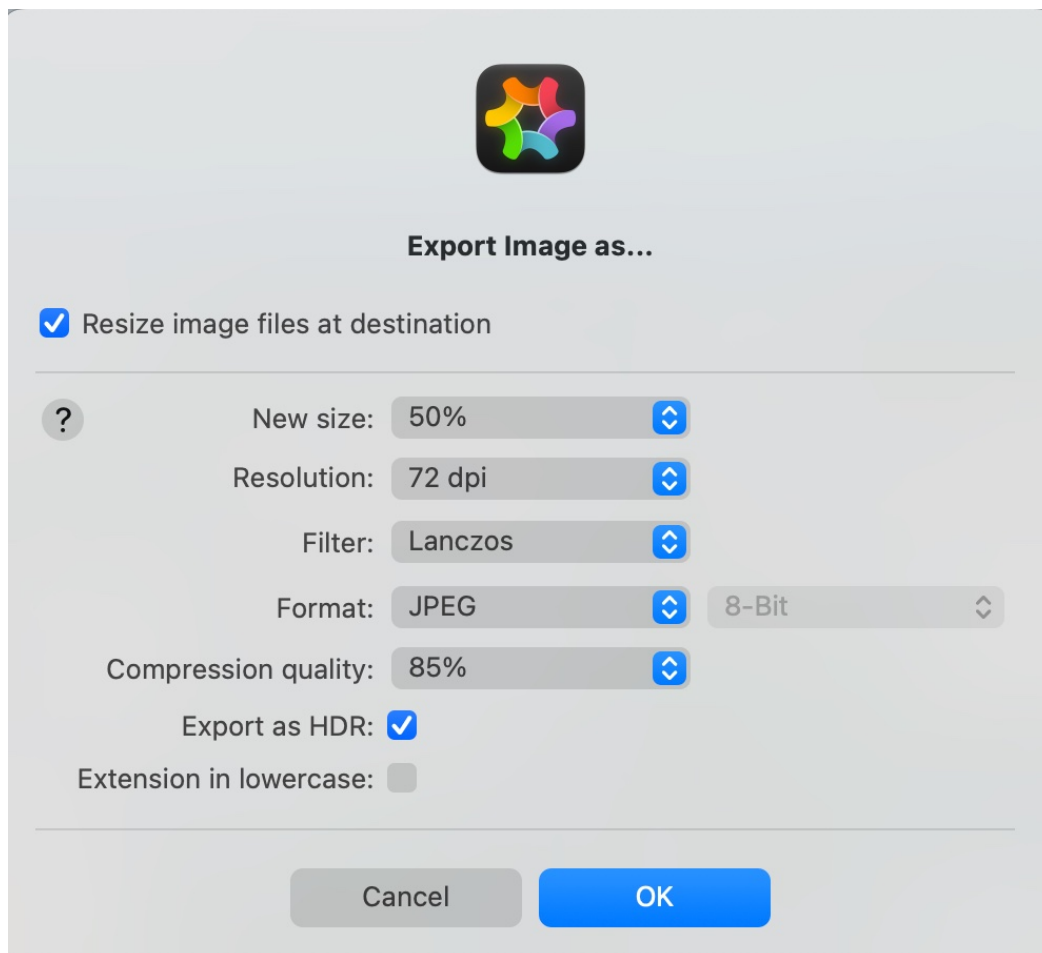 Export Image as...
Resize image files at destination
?
New size: 50%
Resolution: 72 dpi
Filter: Lanczos
Format: JPEG 8-Bit
Compression quality: 85%
Export as HDR:
Extension in lowercase:
Cancel OK